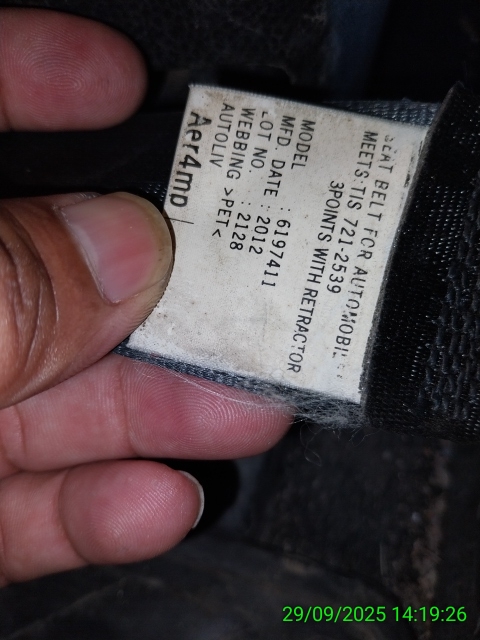 SEAT BELT FOR AUTOMOBILE
MEETS:TIS 721-2539
3POINTS WITH RETRACTOR
MODEL : 6197411
MFD. DATE : 2012
LOT NO. : 2128
WEBBING >PET<
AUTOLIV
Aer4mp
29/09/2025 14:19:26